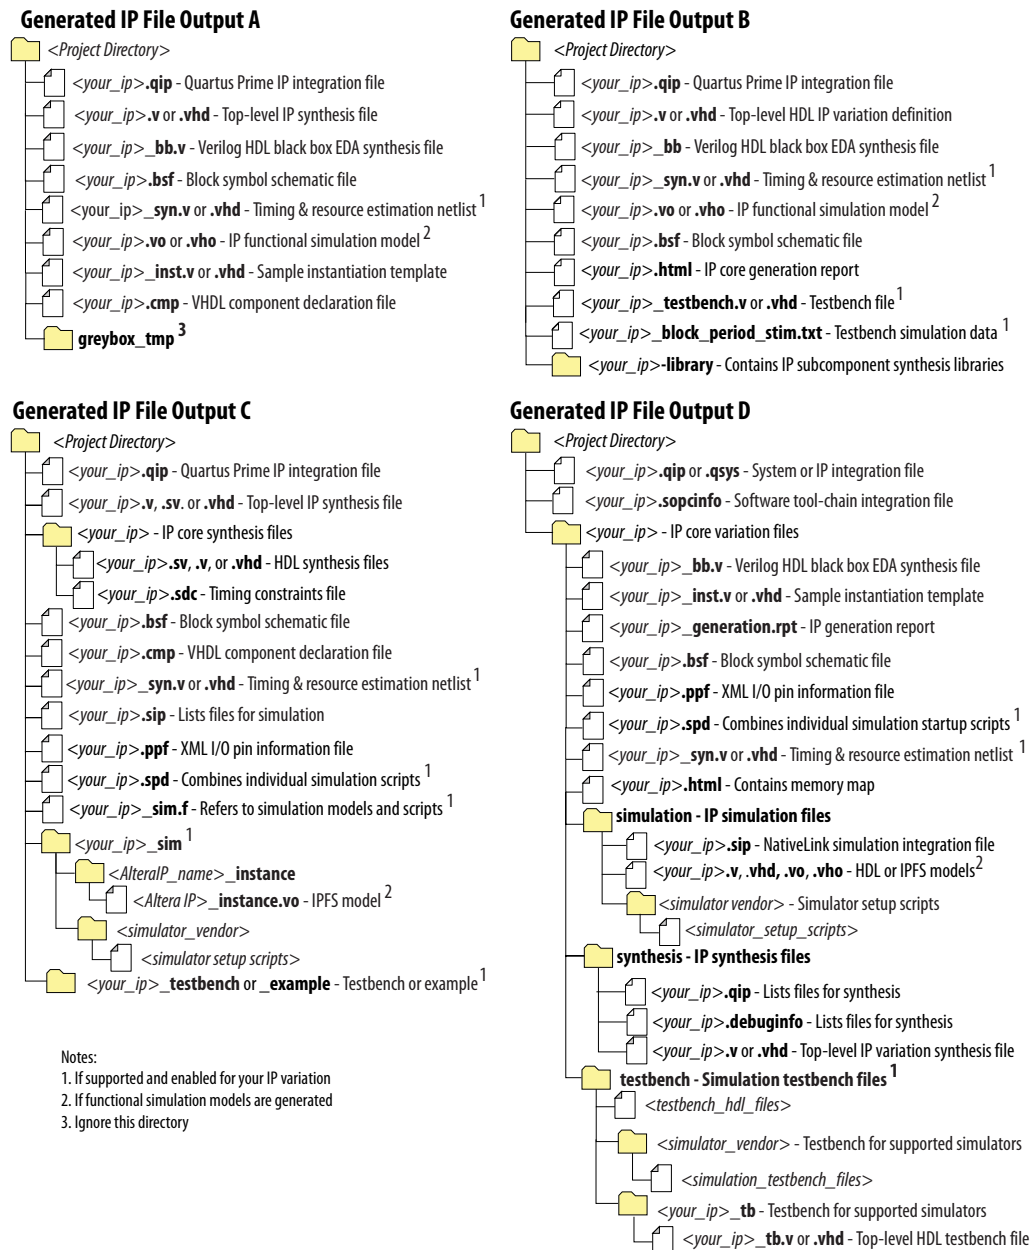 Generated IP File Output A
<Project Directory>
<your_ip>.qip - Quartus Prime IP integration file
<your_ip>.v or .vhd - Top-level IP synthesis file
<your_ip>_bb.v - Verilog HDL black box EDA synthesis file
<your_ip>.bsf - Block symbol schematic file
<your_ip>_syn.v or .vhd - Timing & resource estimation netlist 1
<your_ip>.vo or .vho - IP functional simulation model 2
<your_ip>_inst.v or .vhd - Sample instantiation template
<your_ip>.cmp - VHDL component declaration file
greybox_tmp 3
Generated IP File Output B
<Project Directory>
<your_ip>.qip - Quartus Prime IP integration file
<your_ip>.v or .vhd - Top-level HDL IP variation definition
<your_ip>_bb - Verilog HDL black box EDA synthesis file
<your_ip>_syn.v or .vhd - Timing & resource estimation netlist 1
<your_ip>.vo or .vho - IP functional simulation model 2
<your_ip>.bsf - Block symbol schematic file
<your_ip>.html - IP core generation report
<your_ip>_testbench.v or .vhd - Testbench file 1
<your_ip>_block_period_stim.txt - Testbench simulation data 1
<your_ip>-library - Contains IP subcomponent synthesis libraries
Generated IP File Output C
<Project Directory>
<your_ip>.qip - Quartus Prime IP integration file
<your_ip>.v, .sv. or .vhd - Top-level IP synthesis file
<your_ip> - IP core synthesis files
<your_ip>.sv, .v, or .vhd - HDL synthesis files
<your_ip>.sdc - Timing constraints file
<your_ip>.bsf - Block symbol schematic file
<your_ip>.cmp - VHDL component declaration file
<your_ip>_syn.v or .vhd - Timing & resource estimation netlist 1
<your_ip>.sip - Lists files for simulation
<your_ip>.ppf - XML I/O pin information file
<your_ip>.spd - Combines individual simulation scripts 1
<your_ip>_sim.f - Refers to simulation models and scripts 1
<your_ip>_sim 1
<AlteraIP_name>_instance
<Altera IP>_instance.vo - IPFS model 2
<simulator_vendor>
<simulator setup scripts>
<your_ip>_testbench or _example - Testbench or example 1
Notes:
1. If supported and enabled for your IP variation
2. If functional simulation models are generated
3. Ignore this directory
Generated IP File Output D
<Project Directory>
<your_ip>.qip or .qsys - System or IP integration file
<your_ip>.sopcinfo - Software tool-chain integration file
<your_ip> - IP core variation files
<your_ip>_bb.v - Verilog HDL black box EDA synthesis file
<your_ip>_inst.v or .vhd - Sample instantiation template
<your_ip>_generation.rpt - IP generation report
<your_ip>.bsf - Block symbol schematic file
<your_ip>.ppf - XML I/O pin information file
<your_ip>.spd - Combines individual simulation startup scripts 1
<your_ip>_syn.v or .vhd - Timing & resource estimation netlist 1
<your_ip>.html - Contains memory map
simulation - IP simulation files
<your_ip>.sip - NativeLink simulation integration file
<your_ip>.v, .vhd, .vo, .vho - HDL or IPFS models 2
<simulator vendor> - Simulator setup scripts
<simulator_setup_scripts>
synthesis - IP synthesis files
<your_ip>.qip - Lists files for synthesis
<your_ip>.debuginfo - Lists files for synthesis
<your_ip>.v or .vhd - Top-level IP variation synthesis file
testbench - Simulation testbench files 1
<testbench_hdl_files>
<simulator_vendor> - Testbench for supported simulators
<simulation_testbench_files>
<your_ip>_tb - Testbench for supported simulators
<your_ip>_tb.v or .vhd - Top-level HDL testbench file